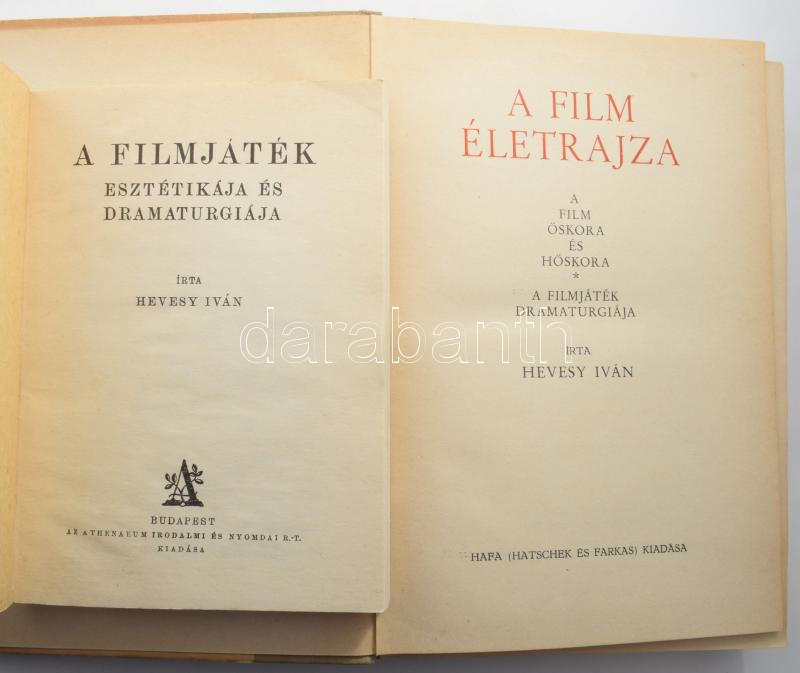 A FILMJÁTÉK
ESZTÉTIKÁJA ÉS
DRAMATURGIÁJA
ÍRTA
HEVESY IVÁN
BUDAPEST
AZ ATHENAEUM IRODALMI ÉS NYOMDAI R.-T.
KIADÁSA
A FILM
ÉLETRAJZA
A
FILM
ŐSKORA
ÉS
HŐSKORA
*
A FILMJÁTÉK
DRAMATURGIÁJA
IRTA
HEVESY IVÁN
HAFA (HATSCHEK ÉS FARKAS) KIADÁSA
darabanth